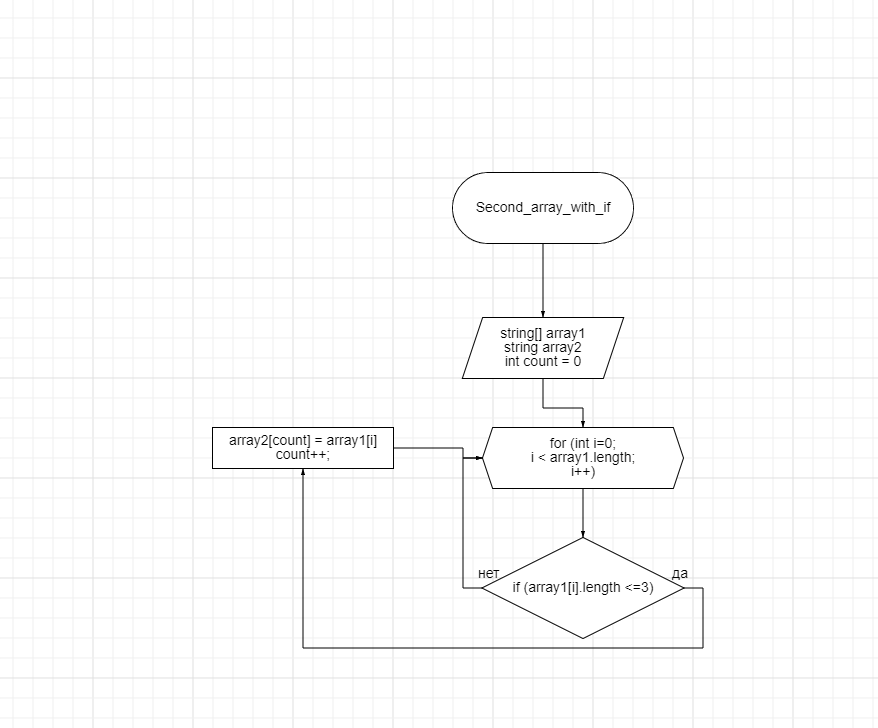 Second_array_with_if
string[] array1
string array2
int count = 0
array2[count] = array1[i]
count++;
for (int i=0;
i < array1.length;
i++)
нет
да
if (array1[i].length <=3)